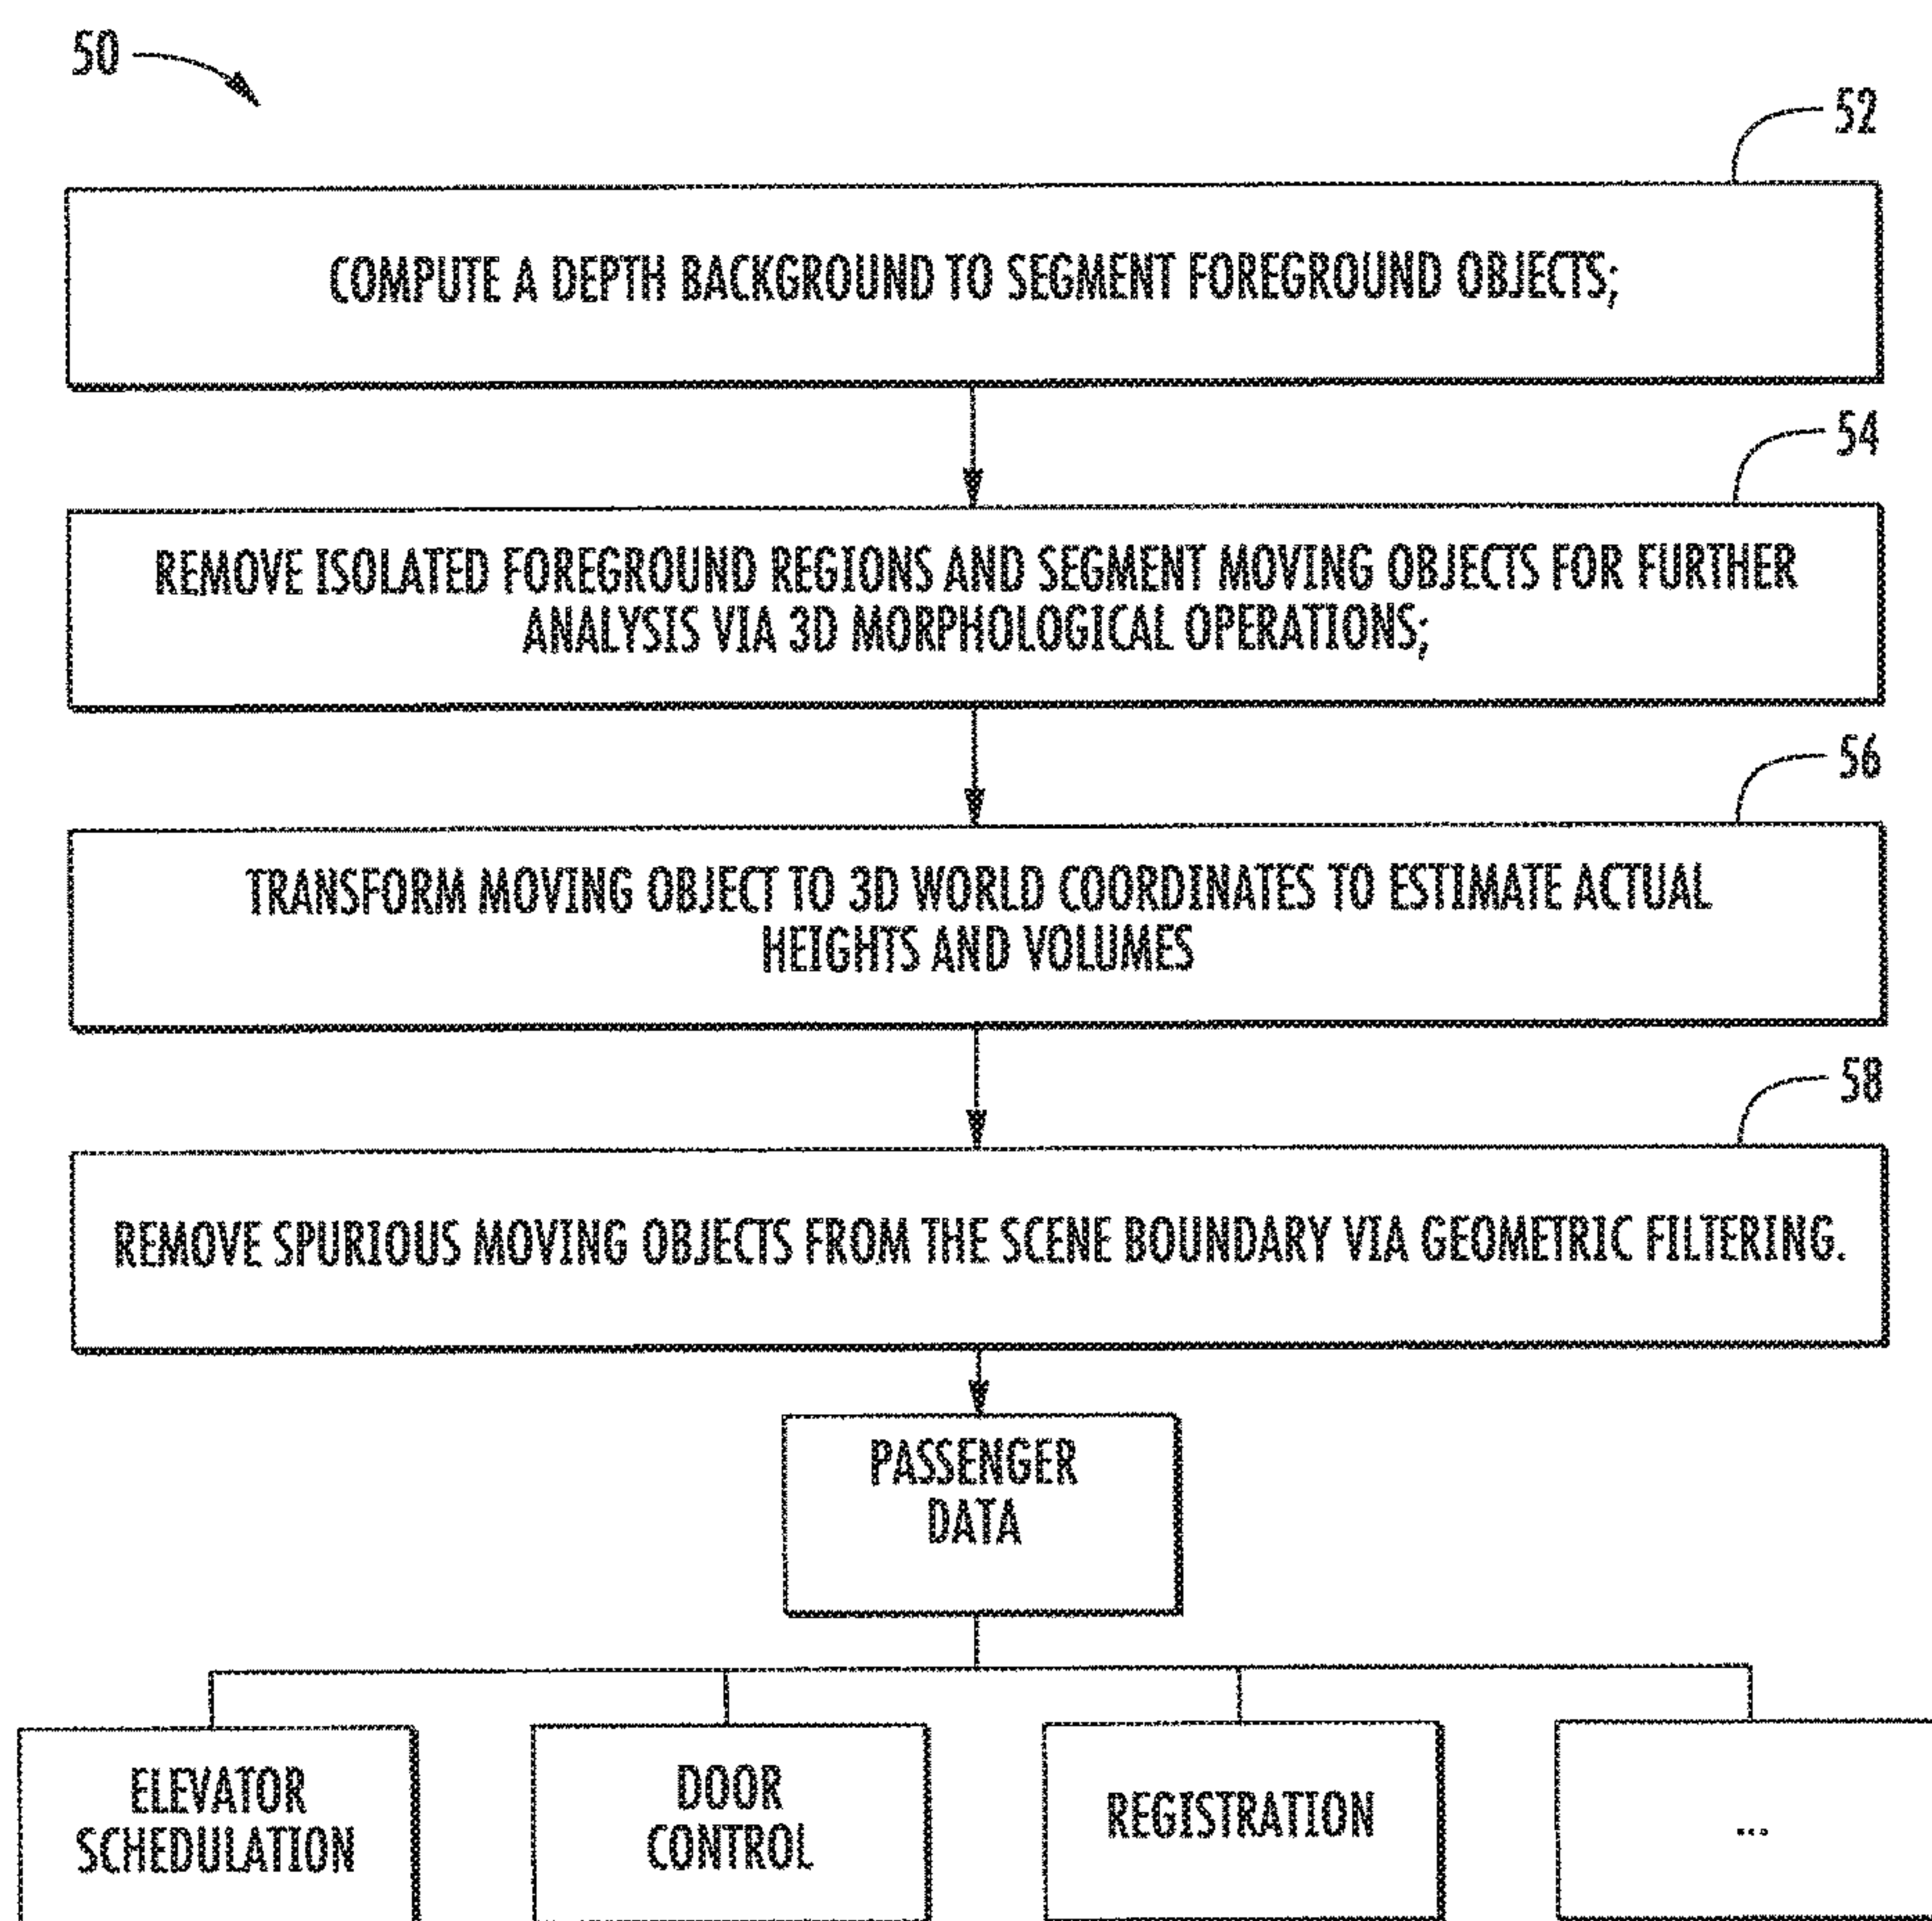 50
52
COMPUTE A DEPTH BACKGROUND TO SEGMENT FOREGROUND OBJECTS;
54
REMOVE ISOLATED FOREGROUND REGIONS AND SEGMENT MOVING OBJECTS FOR FURTHER
ANALYSIS VIA 3D MORPHOLOGICAL OPERATIONS;
56
TRANSFORM MOVING OBJECT TO 3D WORLD COORDINATES TO ESTIMATE ACTUAL
HEIGHTS AND VOLUMES
58
REMOVE SPURIOUS MOVING OBJECTS FROM THE SCENE BOUNDARY VIA GEOMETRIC FILTERING.
PASSENGER
DATA
ELEVATOR
SCHEDULATION
DOOR
CONTROL
REGISTRATION
...